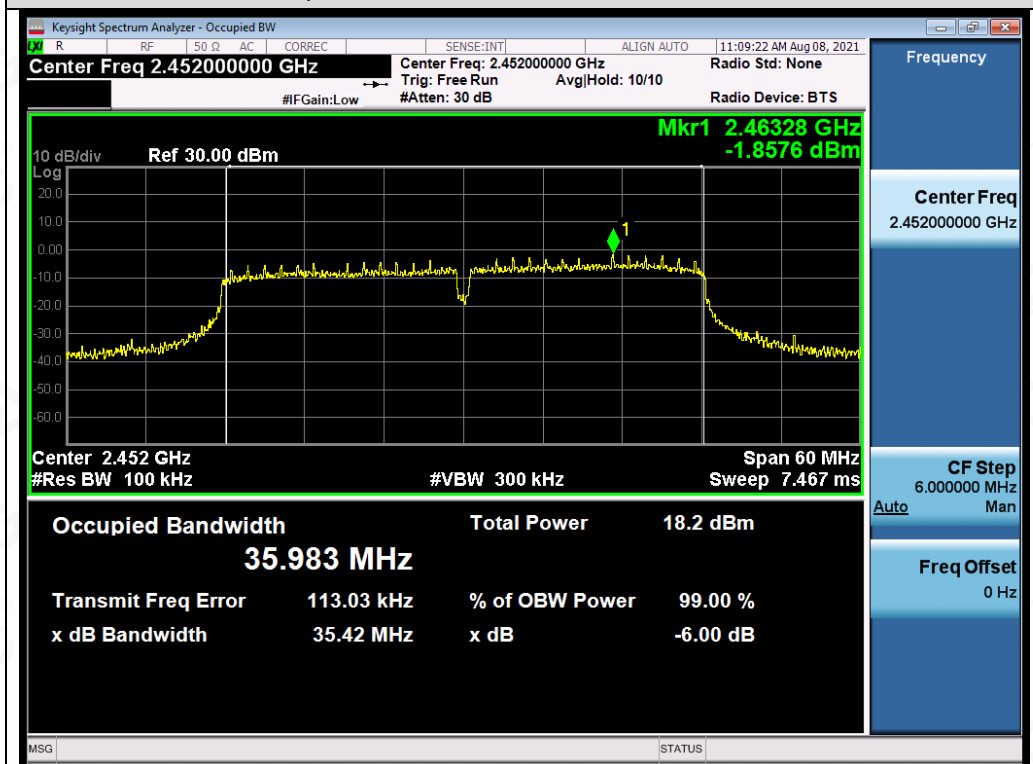 Keysight Spectrum Analyzer - Occupied BW
LXI R RF 50 Ω AC CORREC SENSE:INT ALIGN AUTO 11:09:22 AM Aug 08, 2021
Center Freq 2.452000000 GHz
Center Freq: 2.452000000 GHz
Radio Std: None
Trig: Free Run Avg|Hold: 10/10
#IFGain:Low
#Atten: 30 dB
Radio Device: BTS
Frequency
Mkr1 2.46328 GHz
-1.8576 dBm
10 dB/div Ref 30.00 dBm
Log
20.0
10.0
0.00
-10.0
-20.0
-30.0
-40.0
-50.0
-60.0
1
Center 2.452 GHz Span 60 MHz
#Res BW 100 kHz #VBW 300 kHz Sweep 7.467 ms
Occupied Bandwidth Total Power 18.2 dBm
35.983 MHz
Transmit Freq Error 113.03 kHz % of OBW Power 99.00 %
x dB Bandwidth 35.42 MHz x dB -6.00 dB
Center Freq
2.452000000 GHz
CF Step
6.000000 MHz
Auto Man
Freq Offset
0 Hz
MSG STATUS